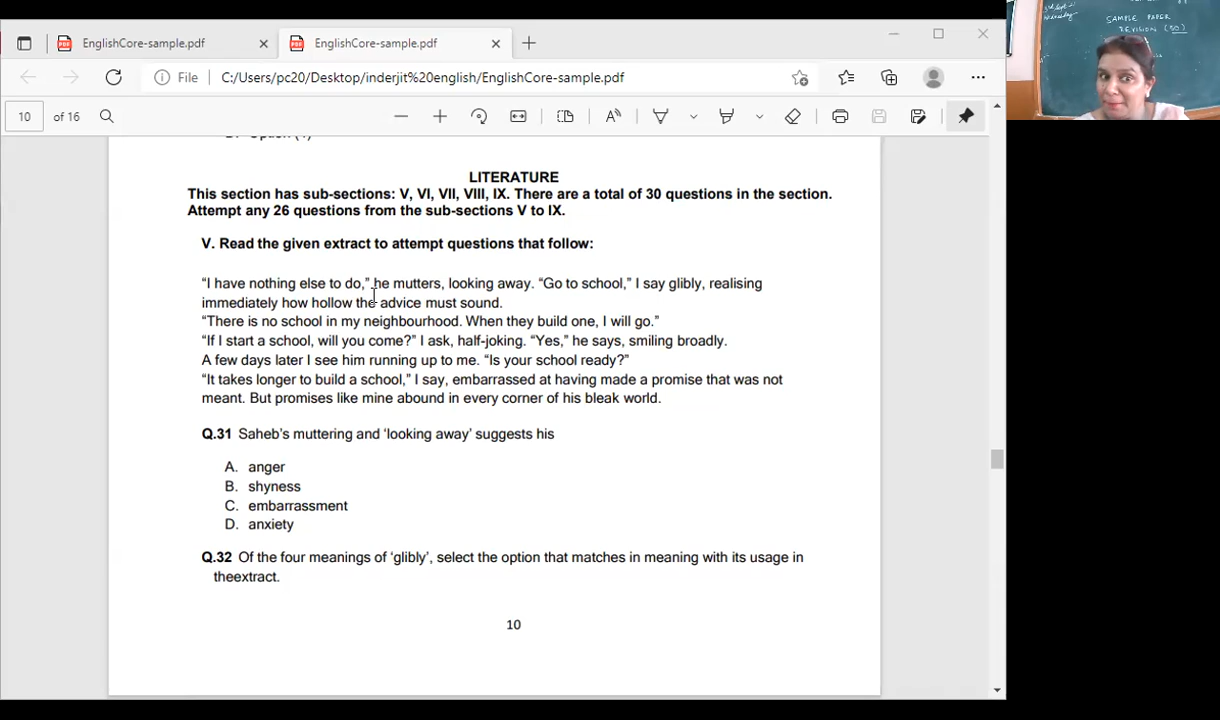 EnglishCore-sample.pdf
EnglishCore-sample.pdf
File C:/Users/pc20/Desktop/inderjit%20english/EnglishCore-sample.pdf
10 of 16
LITERATURE
This section has sub-sections: V, VI, VII, VIII, IX. There are a total of 30 questions in the section.
Attempt any 26 questions from the sub-sections V to IX.
V. Read the given extract to attempt questions that follow:
“I have nothing else to do,” he mutters, looking away. “Go to school,” I say glibly, realising
immediately how hollow the advice must sound.
“There is no school in my neighbourhood. When they build one, I will go.”
“If I start a school, will you come?” I ask, half-joking. “Yes,” he says, smiling broadly.
A few days later I see him running up to me. “Is your school ready?”
“It takes longer to build a school,” I say, embarrassed at having made a promise that was not
meant. But promises like mine abound in every corner of his bleak world.
Q.31 Saheb’s muttering and ‘looking away’ suggests his
A. anger
B. shyness
C. embarrassment
D. anxiety
Q.32 Of the four meanings of ‘glibly’, select the option that matches in meaning with its usage in
theextract.
10
Wednesday
SAMPLE PAPER
REVISION